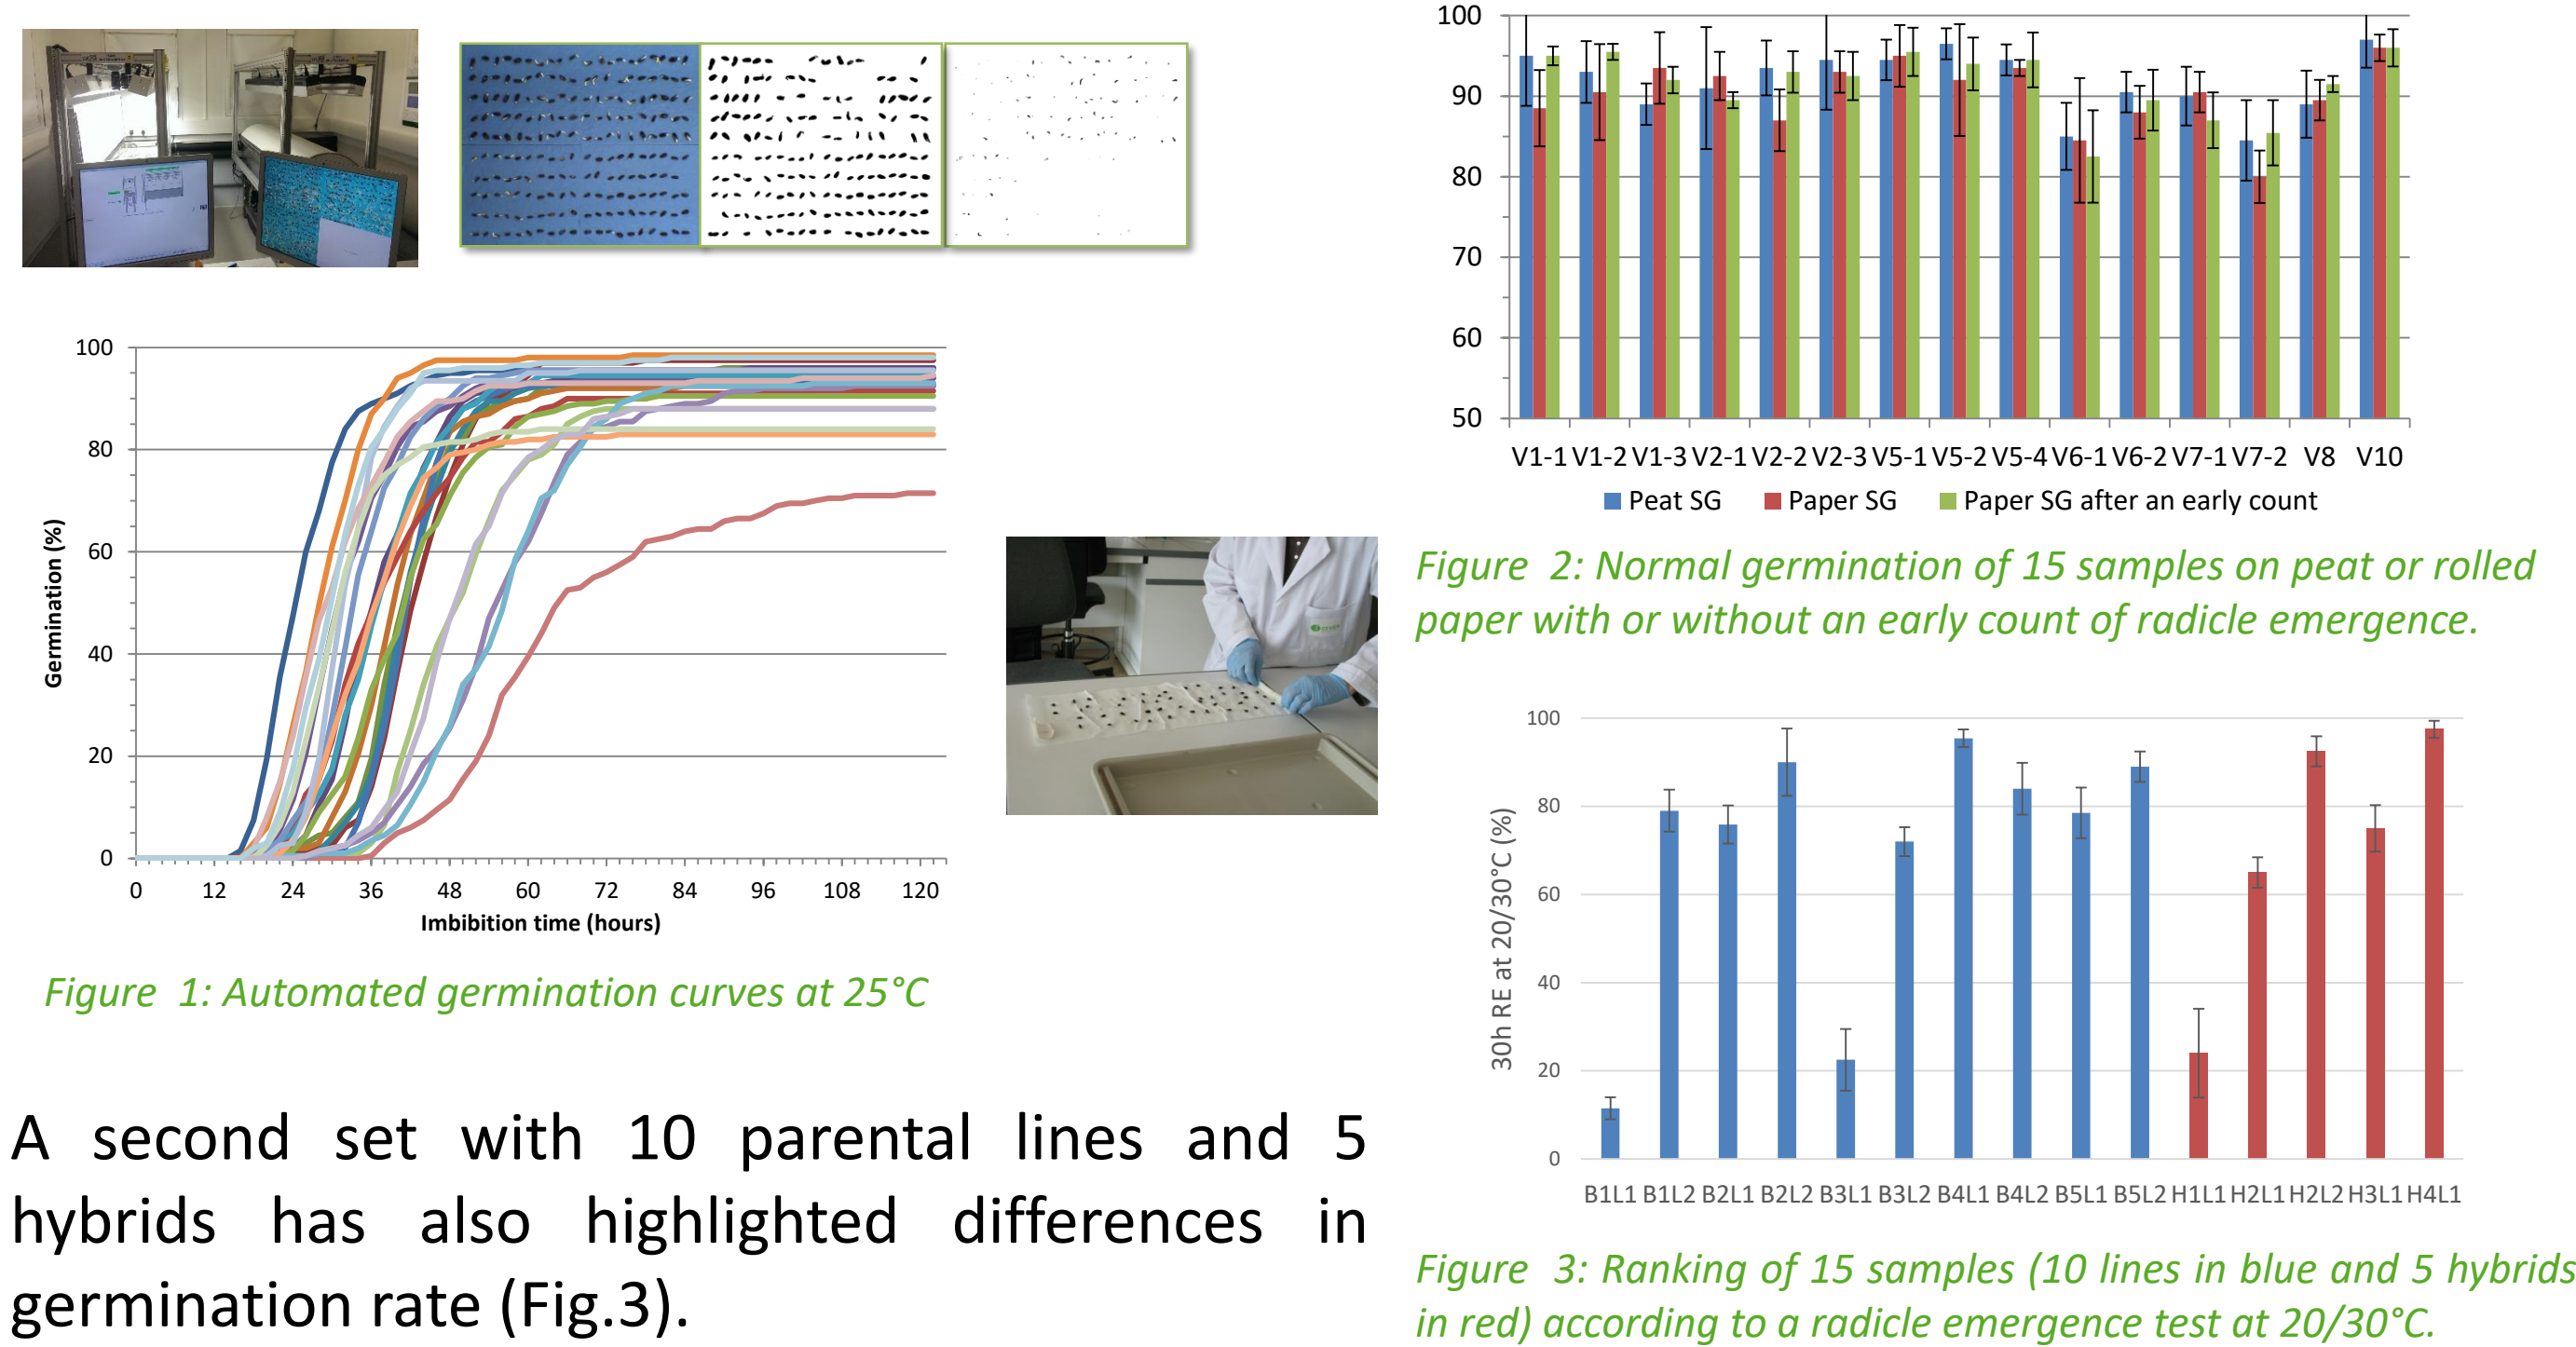 100
80
60
40
20
0
Germination (%)
0 12 24 36 48 60 72 84 96 108 120
Imbibition time (hours)
Figure 1: Automated germination curves at 25°C
A second set with 10 parental lines and 5
hybrids has also highlighted differences in
germination rate (Fig.3).
100
90
80
70
60
50
V1-1 V1-2 V1-3 V2-1 V2-2 V2-3 V5-1 V5-2 V5-4 V6-1 V6-2 V7-1 V7-2 V8 V10
Peat SG Paper SG Paper SG after an early count
Figure 2: Normal germination of 15 samples on peat or rolled
paper with or without an early count of radicle emergence.
100
80
60
40
20
0
30h RE at 20/30°C (%)
B1L1 B1L2 B2L1 B2L2 B3L1 B3L2 B4L1 B4L2 B5L1 B5L2 H1L1 H2L1 H2L2 H3L1 H4L1
Figure 3: Ranking of 15 samples (10 lines in blue and 5 hybrids
in red) according to a radicle emergence test at 20/30°C.